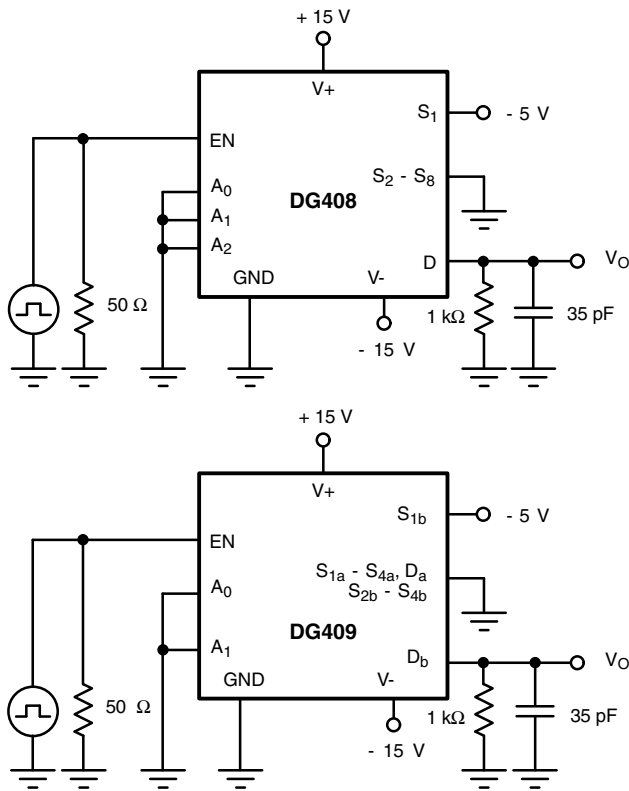 + 15 V
V+
S1
- 5 V
EN
S2 - S8
A0
DG408
A1
A2
D
VO
GND
V-
50 Ω
1 kΩ
35 pF
- 15 V
+ 15 V
V+
S1b
- 5 V
EN
S1a - S4a, Da
A0
S2b - S4b
DG409
A1
Db
VO
GND
V-
50 Ω
1 kΩ
35 pF
- 15 V